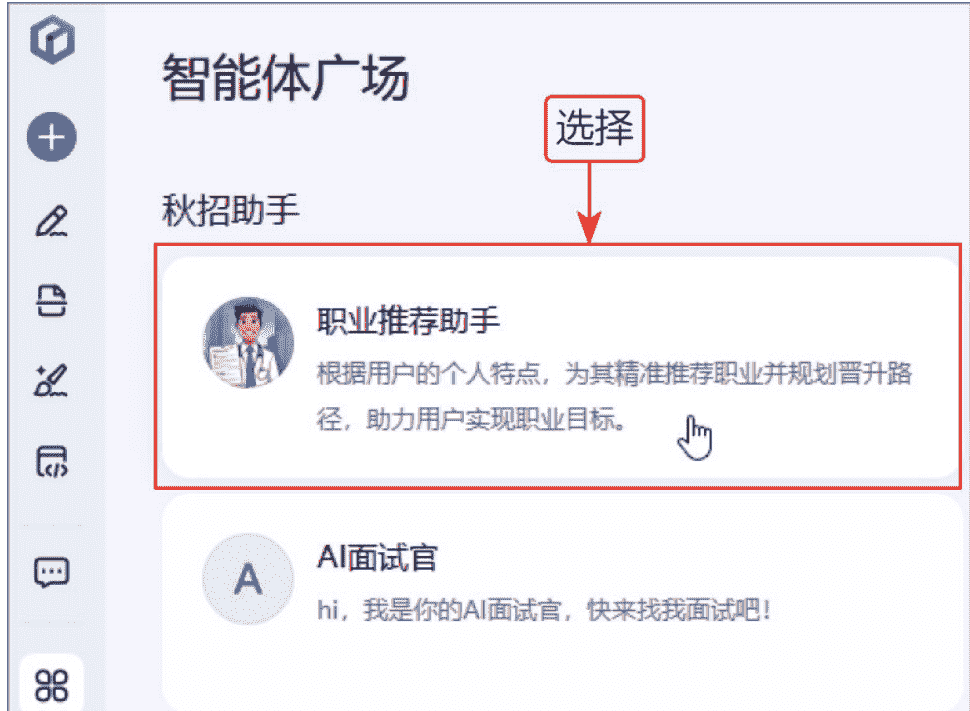 智能体广场
选择
秋招助手
职业推荐助手
根据用户的个人特点，为其精准推荐职业并规划晋升路
径，助力用户实现职业目标。
A
AI面试官
hi，我是你的AI面试官，快来找我面试吧！